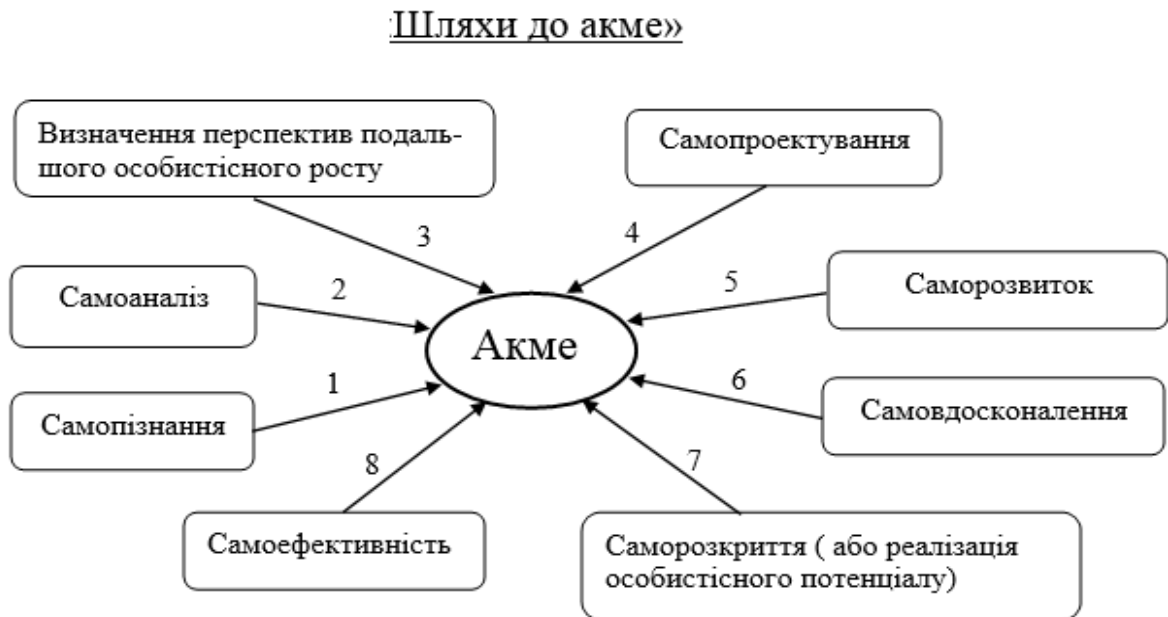 Шляхи до акме»
Визначення перспектив подаль-
шого особистісного росту
Самопроектування
3
4
Самоаналіз
2
5
Саморозвиток
Акме
Самопізнання
1
6
Самовдосконалення
8
7
Самоефективність
Саморозкриття ( або реалізація
особистісного потенціалу)